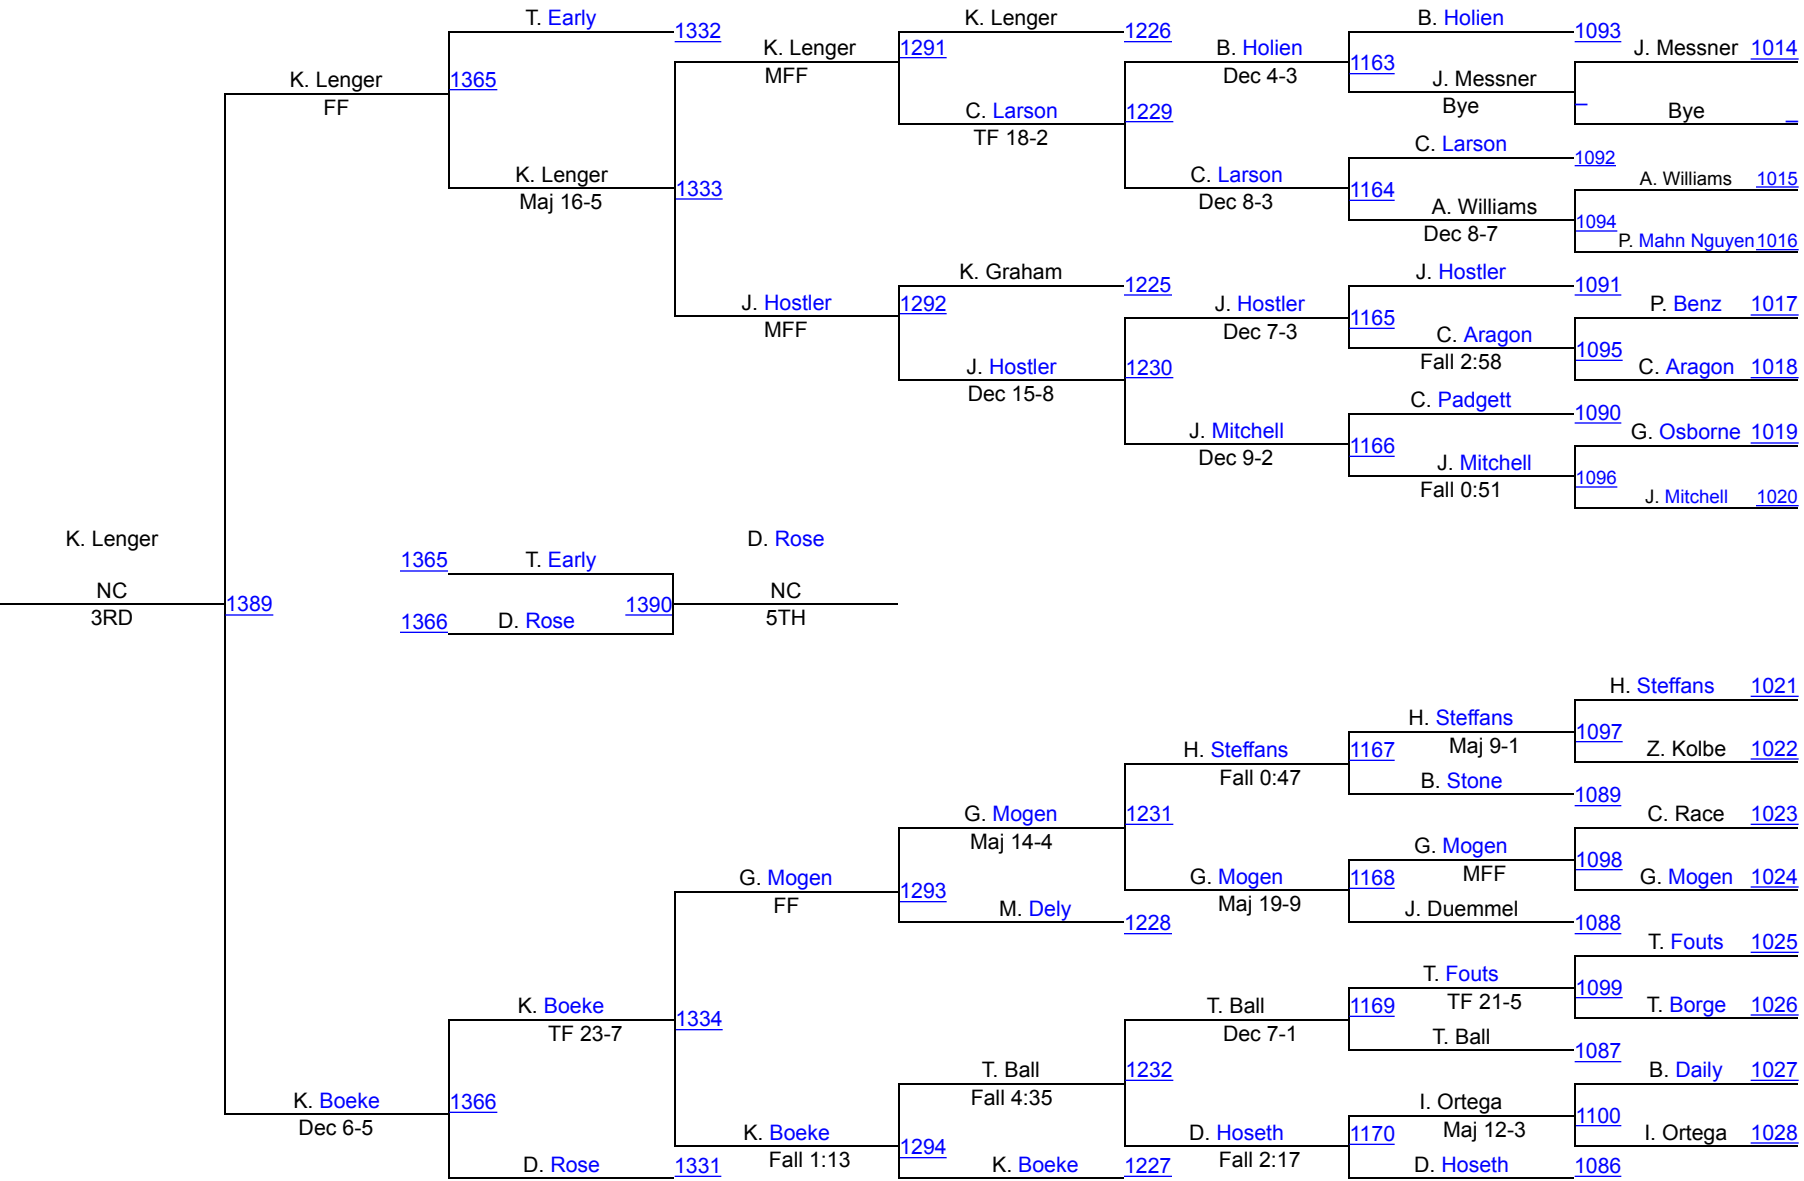 T. Early
1332
K. Lenger
FF
1365
K. Lenger
Maj 16-5
K. Lenger
MFF
1333
J. Hostler
MFF
K. Lenger
1226
1291
C. Larson
TF 18-2
K. Graham
1225
1292
J. Hostler
Dec 15-8
B. Holien
Dec 4-3
1229
C. Larson
Dec 8-3
J. Hostler
Dec 7-3
1230
J. Mitchell
Dec 9-2
B. Holien
1093
1163
J. Messner
Bye
C. Larson
1092
1164
A. Williams
Dec 8-7
J. Hostler
1091
1165
C. Aragon
Fall 2:58
C. Padgett
1090
1166
J. Mitchell
Fall 0:51
J. Messner 1014
_
Bye _
A. Williams 1015
1094
P. Mahn Nguyen 1016
P. Benz 1017
1095
C. Aragon 1018
G. Osborne 1019
1096
J. Mitchell 1020
K. Lenger
NC
3RD
1389
1365 T. Early
1366 D. Rose
1390
D. Rose
NC
5TH
K. Boeke
Dec 6-5
1366
K. Boeke
TF 23-7
D. Rose
1331
G. Mogen
FF
1334
K. Boeke
Fall 1:13
G. Mogen
Maj 14-4
1293
M. Dely
1228
T. Ball
Fall 4:35
1294
K. Boeke
1227
H. Steffans
Fall 0:47
1231
G. Mogen
Maj 19-9
T. Ball
Dec 7-1
1232
D. Hoseth
Fall 2:17
H. Steffans
Maj 9-1
1167
B. Stone
1089
G. Mogen
MFF
1168
J. Duemmel
1088
T. Fouts
TF 21-5
1169
T. Ball
1087
I. Ortega
Maj 12-3
1170
D. Hoseth
1086
H. Steffans 1021
1097
Z. Kolbe 1022
C. Race 1023
1098
G. Mogen 1024
T. Fouts 1025
1099
T. Borge 1026
B. Daily 1027
1100
I. Ortega 1028